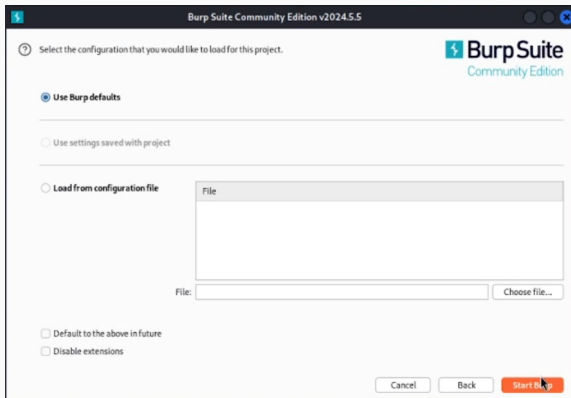 Burp Suite Community Edition v2024.5.5
Select the configuration that you would like to load for this project.
Burp Suite
Community Edition
Use Burp defaults
Use settings saved with project
Load from configuration file
File
File:
Choose file...
Default to the above in future
Disable extensions
Cancel
Back
Start Burp